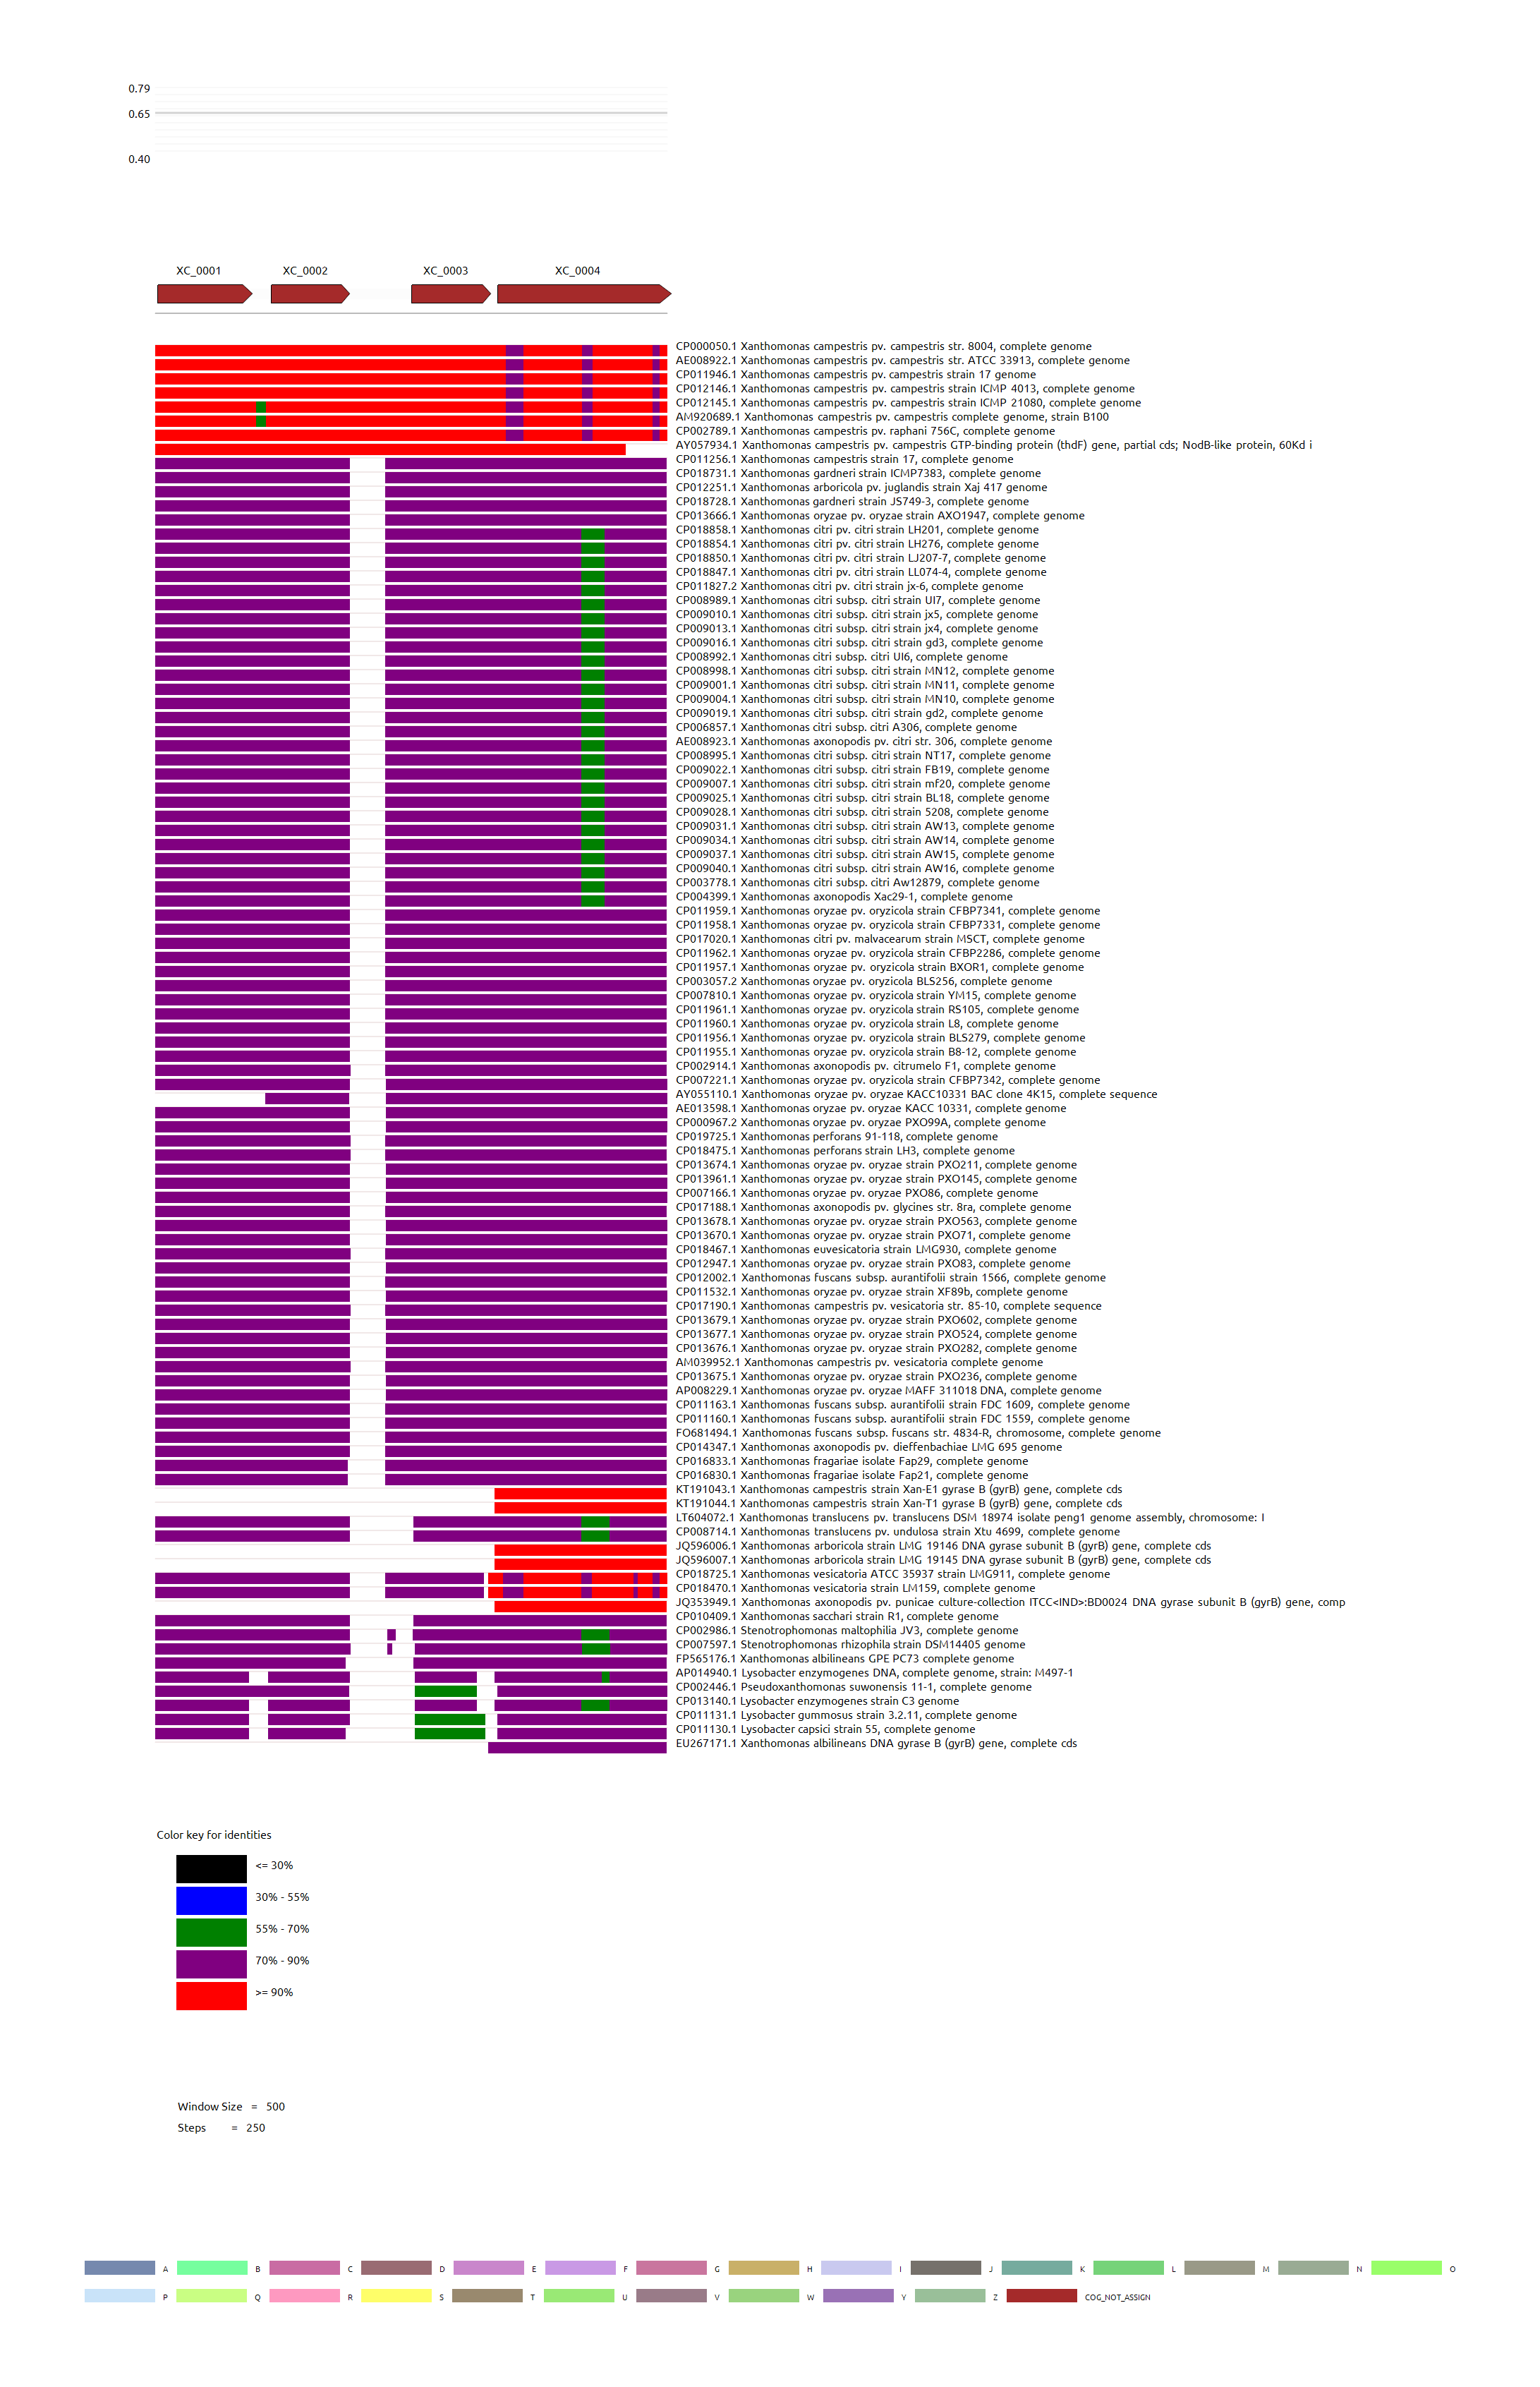 0.79
0.65
0.40
XC_0001 XC_0002 XC_0003 XC_0004
CP000050.1 Xanthomonas campestris pv. campestris str. 8004, complete genome
AE008922.1 Xanthomonas campestris pv. campestris str. ATCC 33913, complete genome
CP011946.1 Xanthomonas campestris pv. campestris strain 17 genome
CP012146.1 Xanthomonas campestris pv. campestris strain ICMP 4013, complete genome
CP012145.1 Xanthomonas campestris pv. campestris strain ICMP 21080, complete genome
AM920689.1 Xanthomonas campestris pv. campestris complete genome, strain B100
CP002789.1 Xanthomonas campestris pv. raphani 756C, complete genome
AY057934.1 Xanthomonas campestris pv. campestris GTP-binding protein (thdF) gene, partial cds; NodB-like protein, 60Kd i
CP011256.1 Xanthomonas campestris strain 17, complete genome
CP018731.1 Xanthomonas gardneri strain ICMP7383, complete genome
CP012251.1 Xanthomonas arboricola pv. juglandis strain Xaj 417 genome
CP018728.1 Xanthomonas gardneri strain JS749-3, complete genome
CP013666.1 Xanthomonas oryzae pv. oryzae strain AXO1947, complete genome
CP018858.1 Xanthomonas citri pv. citri strain LH201, complete genome
CP018854.1 Xanthomonas citri pv. citri strain LH276, complete genome
CP018850.1 Xanthomonas citri pv. citri strain LJ207-7, complete genome
CP018847.1 Xanthomonas citri pv. citri strain LL074-4, complete genome
CP011827.2 Xanthomonas citri pv. citri strain jx-6, complete genome
CP008989.1 Xanthomonas citri subsp. citri strain UI7, complete genome
CP009010.1 Xanthomonas citri subsp. citri strain jx5, complete genome
CP009013.1 Xanthomonas citri subsp. citri strain jx4, complete genome
CP009016.1 Xanthomonas citri subsp. citri strain gd3, complete genome
CP008992.1 Xanthomonas citri subsp. citri UI6, complete genome
CP008998.1 Xanthomonas citri subsp. citri strain MN12, complete genome
CP009001.1 Xanthomonas citri subsp. citri strain MN11, complete genome
CP009004.1 Xanthomonas citri subsp. citri strain MN10, complete genome
CP009019.1 Xanthomonas citri subsp. citri strain gd2, complete genome
CP006857.1 Xanthomonas citri subsp. citri A306, complete genome
AE008923.1 Xanthomonas axonopodis pv. citri str. 306, complete genome
CP008995.1 Xanthomonas citri subsp. citri strain NT17, complete genome
CP009022.1 Xanthomonas citri subsp. citri strain FB19, complete genome
CP009007.1 Xanthomonas citri subsp. citri strain mf20, complete genome
CP009025.1 Xanthomonas citri subsp. citri strain BL18, complete genome
CP009028.1 Xanthomonas citri subsp. citri strain 5208, complete genome
CP009031.1 Xanthomonas citri subsp. citri strain AW13, complete genome
CP009034.1 Xanthomonas citri subsp. citri strain AW14, complete genome
CP009037.1 Xanthomonas citri subsp. citri strain AW15, complete genome
CP009040.1 Xanthomonas citri subsp. citri strain AW16, complete genome
CP003778.1 Xanthomonas citri subsp. citri Aw12879, complete genome
CP004399.1 Xanthomonas axonopodis Xac29-1, complete genome
CP011959.1 Xanthomonas oryzae pv. oryzicola strain CFBP7341, complete genome
CP011958.1 Xanthomonas oryzae pv. oryzicola strain CFBP7331, complete genome
CP017020.1 Xanthomonas citri pv. malvacearum strain MSCT, complete genome
CP011962.1 Xanthomonas oryzae pv. oryzicola strain CFBP2286, complete genome
CP011957.1 Xanthomonas oryzae pv. oryzicola strain BXOR1, complete genome
CP003057.2 Xanthomonas oryzae pv. oryzicola BLS256, complete genome
CP007810.1 Xanthomonas oryzae pv. oryzicola strain YM15, complete genome
CP011961.1 Xanthomonas oryzae pv. oryzicola strain RS105, complete genome
CP011960.1 Xanthomonas oryzae pv. oryzicola strain L8, complete genome
CP011956.1 Xanthomonas oryzae pv. oryzicola strain BLS279, complete genome
CP011955.1 Xanthomonas oryzae pv. oryzicola strain B8-12, complete genome
CP002914.1 Xanthomonas axonopodis pv. citrumelo F1, complete genome
CP007221.1 Xanthomonas oryzae pv. oryzicola strain CFBP7342, complete genome
AY055110.1 Xanthomonas oryzae pv. oryzae KACC10331 BAC clone 4K15, complete sequence
AE013598.1 Xanthomonas oryzae pv. oryzae KACC 10331, complete genome
CP000967.2 Xanthomonas oryzae pv. oryzae PXO99A, complete genome
CP019725.1 Xanthomonas perforans 91-118, complete genome
CP018475.1 Xanthomonas perforans strain LH3, complete genome
CP013674.1 Xanthomonas oryzae pv. oryzae strain PXO211, complete genome
CP013961.1 Xanthomonas oryzae pv. oryzae strain PXO145, complete genome
CP007166.1 Xanthomonas oryzae pv. oryzae PXO86, complete genome
CP017188.1 Xanthomonas axonopodis pv. glycines str. 8ra, complete genome
CP013678.1 Xanthomonas oryzae pv. oryzae strain PXO563, complete genome
CP013670.1 Xanthomonas oryzae pv. oryzae strain PXO71, complete genome
CP018467.1 Xanthomonas euvesicatoria strain LMG930, complete genome
CP012947.1 Xanthomonas oryzae pv. oryzae strain PXO83, complete genome
CP012002.1 Xanthomonas fuscans subsp. aurantifolii strain 1566, complete genome
CP011532.1 Xanthomonas oryzae pv. oryzae strain XF89b, complete genome
CP017190.1 Xanthomonas campestris pv. vesicatoria str. 85-10, complete sequence
CP013679.1 Xanthomonas oryzae pv. oryzae strain PXO602, complete genome
CP013677.1 Xanthomonas oryzae pv. oryzae strain PXO524, complete genome
CP013676.1 Xanthomonas oryzae pv. oryzae strain PXO282, complete genome
AM039952.1 Xanthomonas campestris pv. vesicatoria complete genome
CP013675.1 Xanthomonas oryzae pv. oryzae strain PXO236, complete genome
AP008229.1 Xanthomonas oryzae pv. oryzae MAFF 311018 DNA, complete genome
CP011163.1 Xanthomonas fuscans subsp. aurantifolii strain FDC 1609, complete genome
CP011160.1 Xanthomonas fuscans subsp. aurantifolii strain FDC 1559, complete genome
FO681494.1 Xanthomonas fuscans subsp. fuscans str. 4834-R, chromosome, complete genome
CP014347.1 Xanthomonas axonopodis pv. dieffenbachiae LMG 695 genome
CP016833.1 Xanthomonas fragariae isolate Fap29, complete genome
CP016830.1 Xanthomonas fragariae isolate Fap21, complete genome
KT191043.1 Xanthomonas campestris strain Xan-E1 gyrase B (gyrB) gene, complete cds
KT191044.1 Xanthomonas campestris strain Xan-T1 gyrase B (gyrB) gene, complete cds
LT604072.1 Xanthomonas translucens pv. translucens DSM 18974 isolate peng1 genome assembly, chromosome: I
CP008714.1 Xanthomonas translucens pv. undulosa strain Xtu 4699, complete genome
JQ596006.1 Xanthomonas arboricola strain LMG 19146 DNA gyrase subunit B (gyrB) gene, complete cds
JQ596007.1 Xanthomonas arboricola strain LMG 19145 DNA gyrase subunit B (gyrB) gene, complete cds
CP018725.1 Xanthomonas vesicatoria ATCC 35937 strain LMG911, complete genome
CP018470.1 Xanthomonas vesicatoria strain LM159, complete genome
JQ353949.1 Xanthomonas axonopodis pv. punicae culture-collection ITCC<IND>:BD0024 DNA gyrase subunit B (gyrB) gene, comp
CP010409.1 Xanthomonas sacchari strain R1, complete genome
CP002986.1 Stenotrophomonas maltophilia JV3, complete genome
CP007597.1 Stenotrophomonas rhizophila strain DSM14405 genome
FP565176.1 Xanthomonas albilineans GPE PC73 complete genome
AP014940.1 Lysobacter enzymogenes DNA, complete genome, strain: M497-1
CP002446.1 Pseudoxanthomonas suwonensis 11-1, complete genome
CP013140.1 Lysobacter enzymogenes strain C3 genome
CP011131.1 Lysobacter gummosus strain 3.2.11, complete genome
CP011130.1 Lysobacter capsici strain 55, complete genome
EU267171.1 Xanthomonas albilineans DNA gyrase B (gyrB) gene, complete cds
Color key for identities
<= 30%
30% - 55%
55% - 70%
70% - 90%
>= 90%
Window Size = 500
Steps = 250
A B C D E F G H I J K L M N O
P Q R S T U V W Y Z COG_NOT_ASSIGN